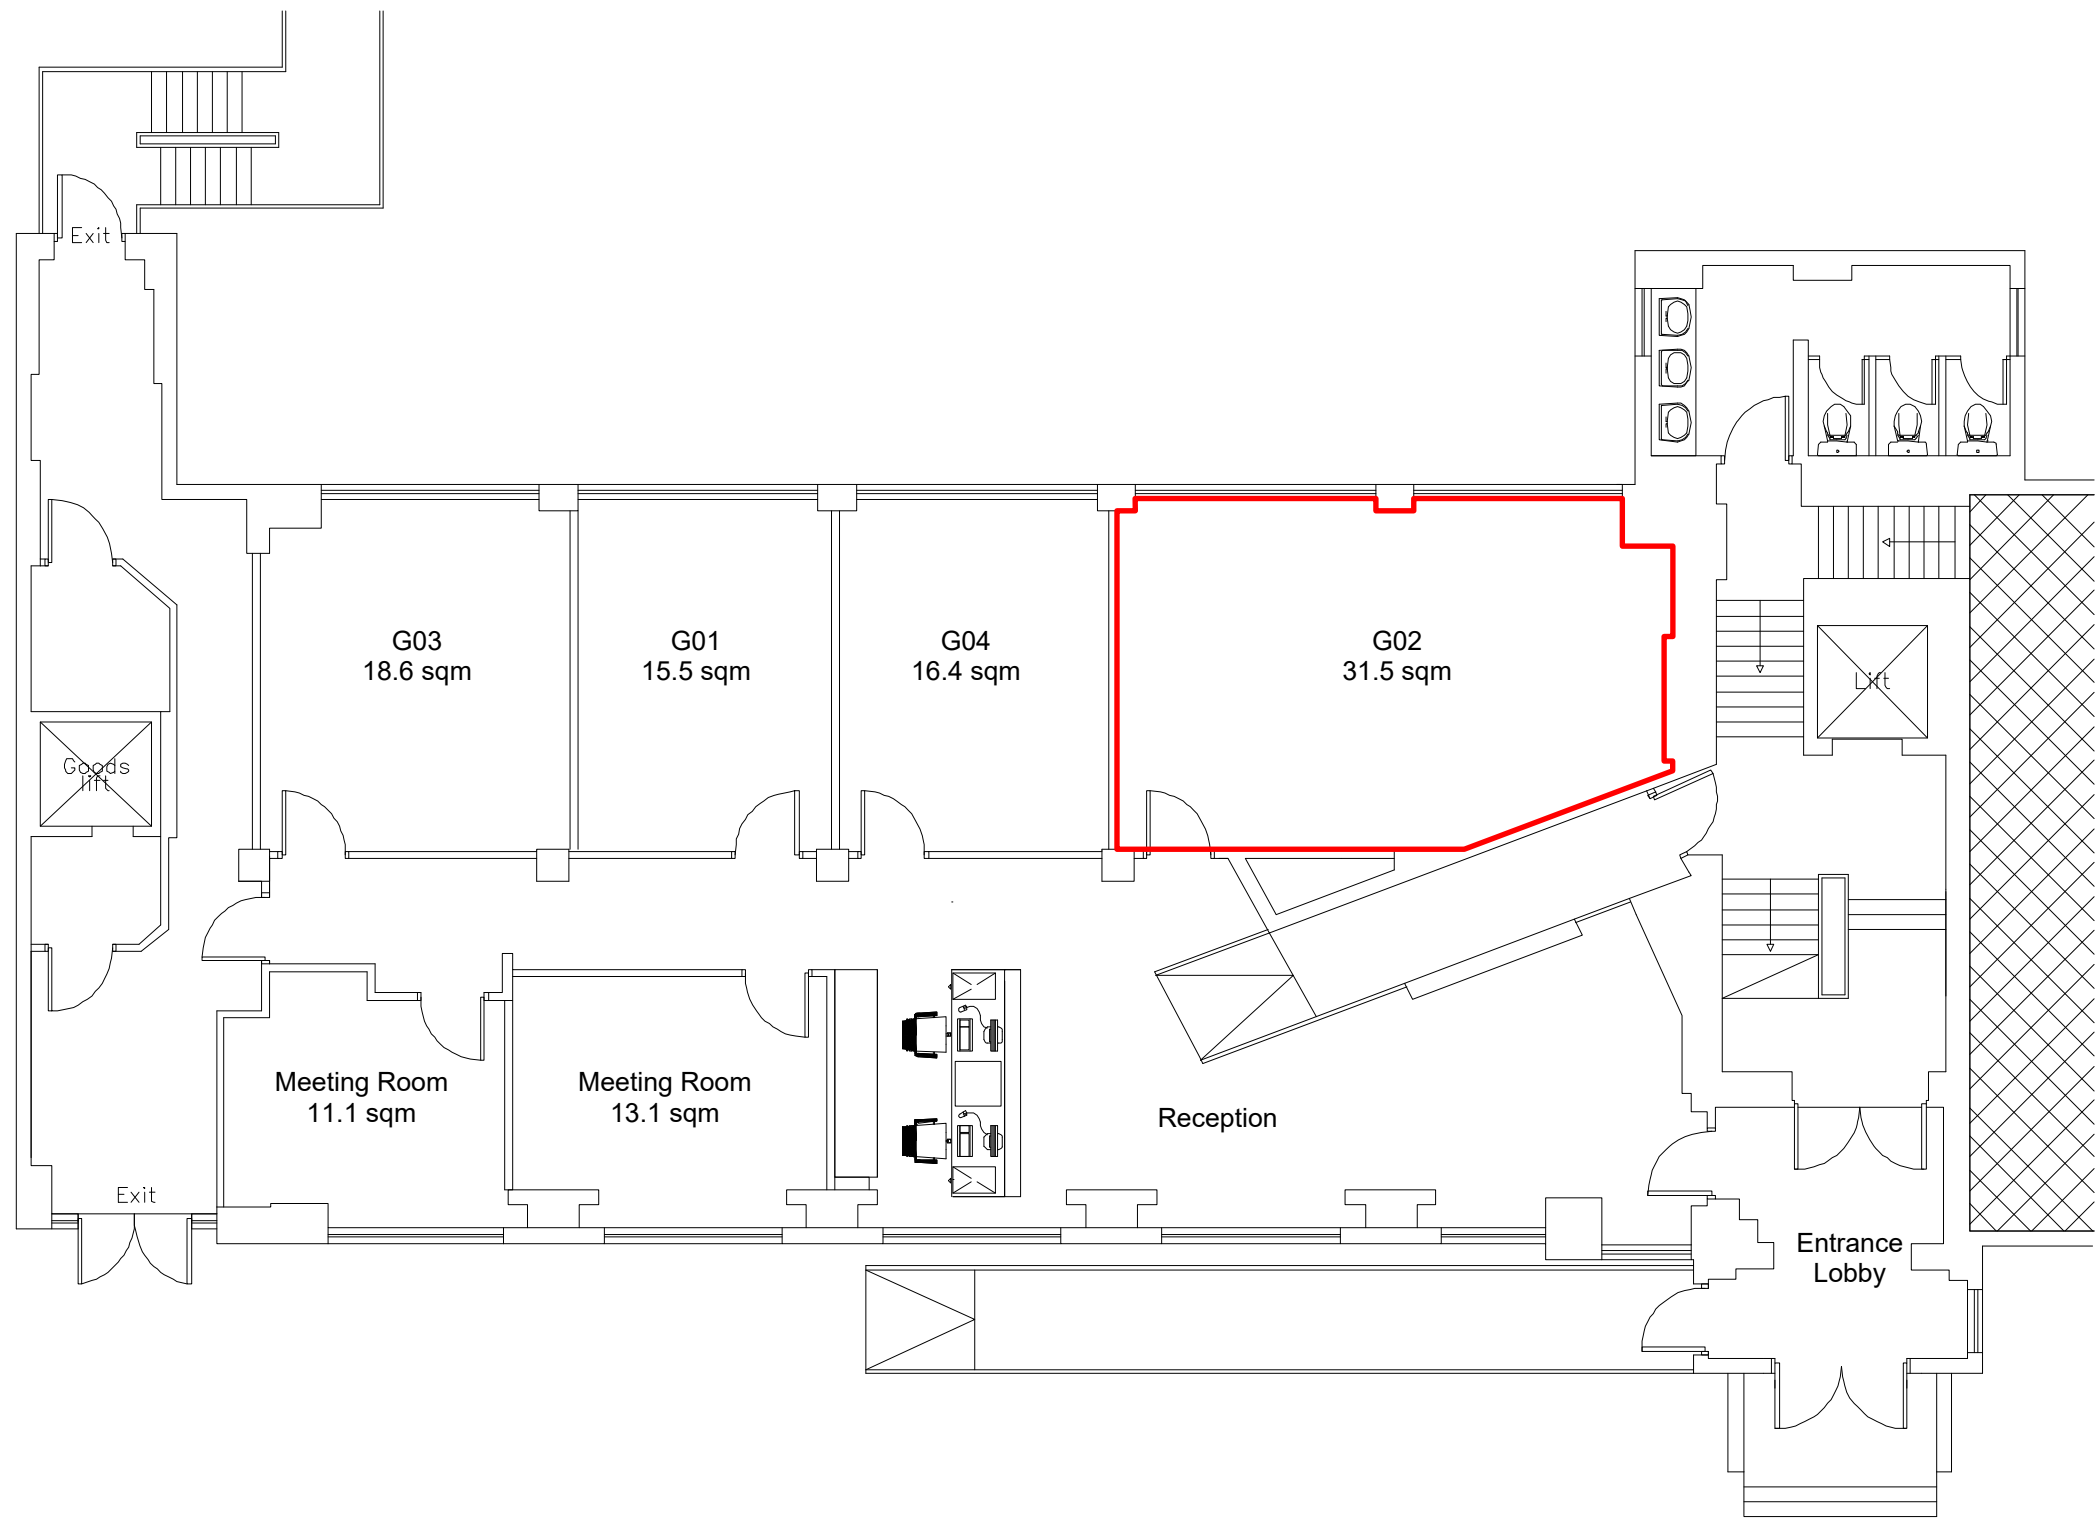 Exit
G03
18.6 sqm
G01
15.5 sqm
G04
16.4 sqm
G02
31.5 sqm
Lift
Goods
lift
Meeting Room
11.1 sqm
Meeting Room
13.1 sqm
Reception
Exit
Entrance
Lobby